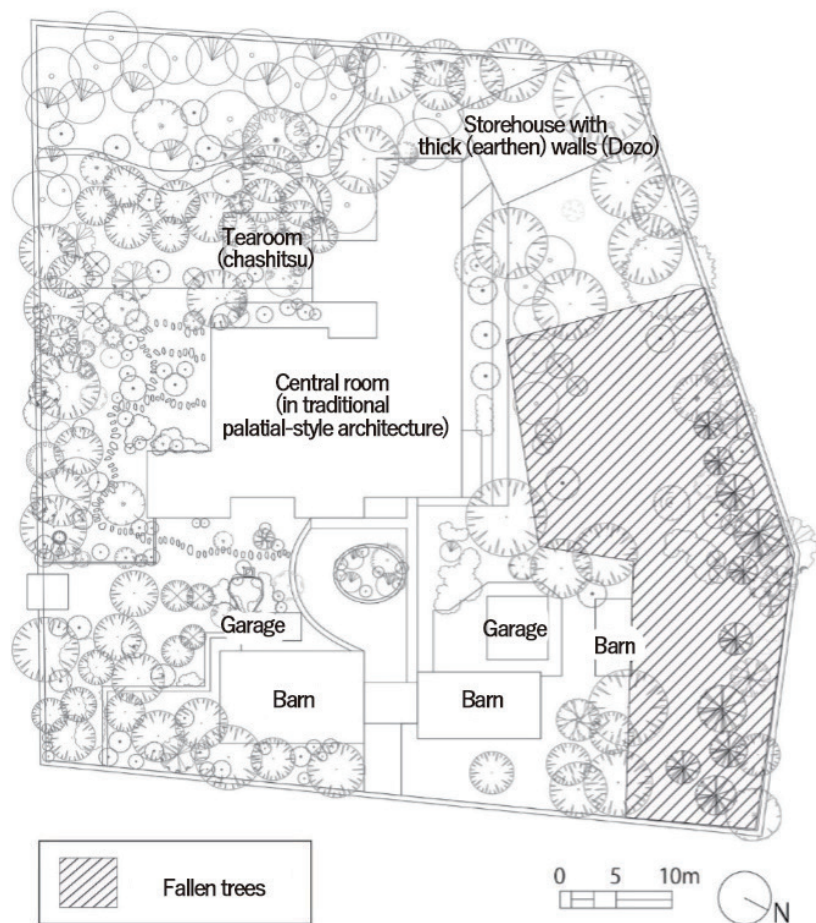 Storehouse with
thick (earthen) walls (Dozo)
Tearoom
(chashitsu)
Central room
(in traditional
palatial-style architecture)
Garage
Garage
Barn
Barn
Barn
Fallen trees
0 5 10m
N